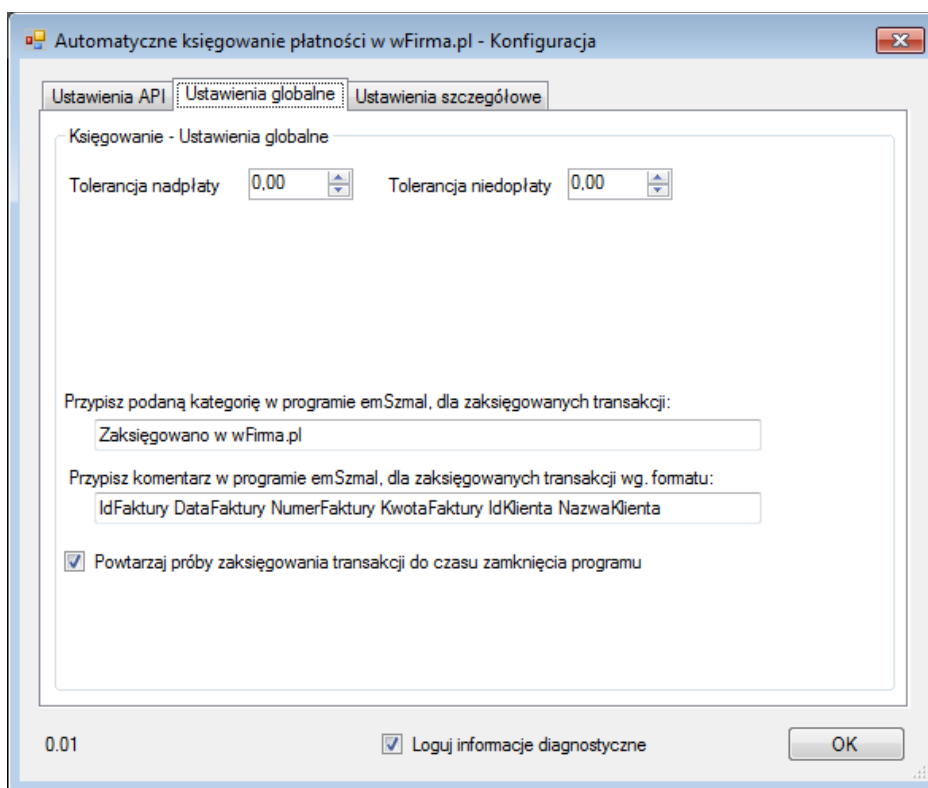 Automatyczne księgowanie płatności w wFirma.pl - Konfiguracja
Ustawienia API Ustawienia globalne Ustawienia szczegółowe
Księgowanie - Ustawienia globalne
Tolerancja nadpłaty 0,00 Tolerancja niedopłaty 0,00
Przypisz podaną kategorię w programie emSzmal, dla zaksięgowanych transakcji:
Zaksięgowano w wFirma.pl
Przypisz komentarz w programie emSzmal, dla zaksięgowanych transakcji wg. formatu:
IdFaktury DataFaktury NumerFaktury KwotaFaktury IdKlienta NazwaKlienta
Powtarzaj próby zaksięgowania transakcji do czasu zamknięcia programu
0.01 Loguj informacje diagnostyczne OK